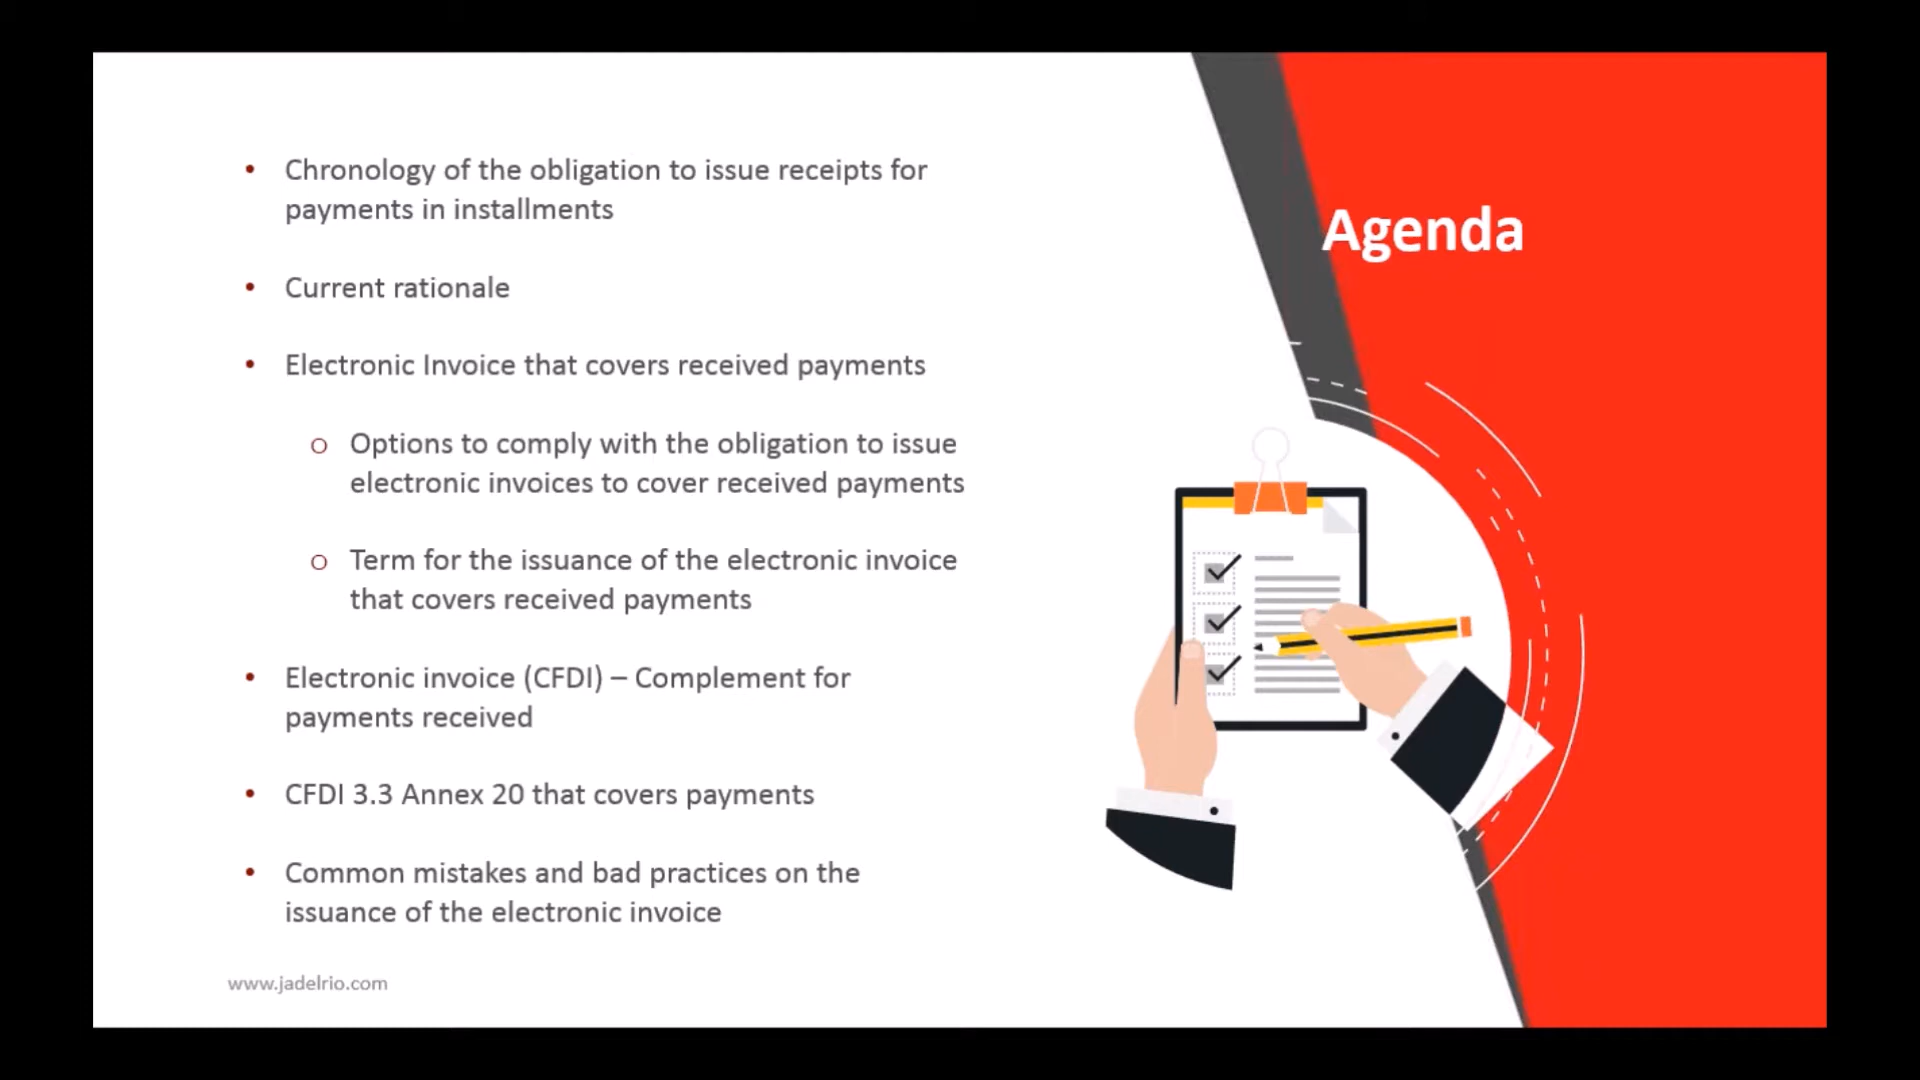 Agenda
• Chronology of the obligation to issue receipts for
payments in installments
• Current rationale
• Electronic Invoice that covers received payments
o Options to comply with the obligation to issue
electronic invoices to cover received payments
o Term for the issuance of the electronic invoice
that covers received payments
• Electronic invoice (CFDI) – Complement for
payments received
• CFDI 3.3 Annex 20 that covers payments
• Common mistakes and bad practices on the
issuance of the electronic invoice
www.jadelrio.com